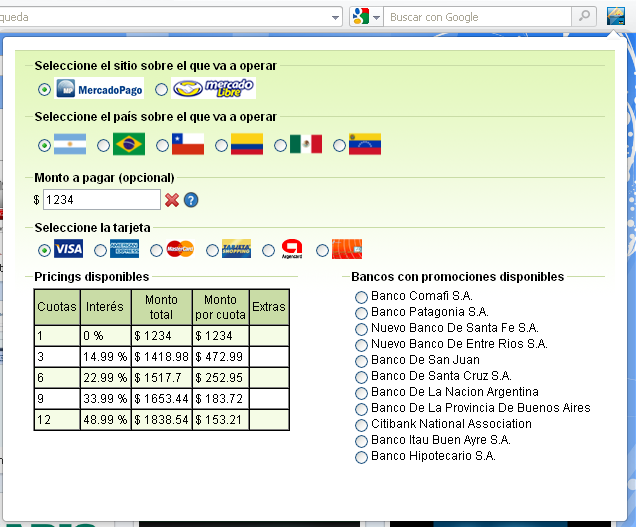 queda
Buscar con Google
Seleccione el sitio sobre el que va a operar
MP MercadoPago mercado libre
Seleccione el país sobre el que va a operar
Monto a pagar (opcional)
$ 1234 ?
Seleccione la tarjeta
VISA AMERICAN EXPRESS MasterCard TARJETA SHOPPING Argencard
Pricings disponibles
Cuotas Interés Monto total Monto por cuota Extras
1 0 % $ 1234 $ 1234
3 14.99 % $ 1418.98 $ 472.99
6 22.99 % $ 1517.7 $ 252.95
9 33.99 % $ 1653.44 $ 183.72
12 48.99 % $ 1838.54 $ 153.21
Bancos con promociones disponibles
Banco Comafi S.A.
Banco Patagonia S.A.
Nuevo Banco De Santa Fe S.A.
Nuevo Banco De Entre Rios S.A.
Banco De San Juan
Banco De Santa Cruz S.A.
Banco De La Nacion Argentina
Banco De La Provincia De Buenos Aires
Citibank National Association
Banco Itau Buen Ayre S.A.
Banco Hipotecario S.A.